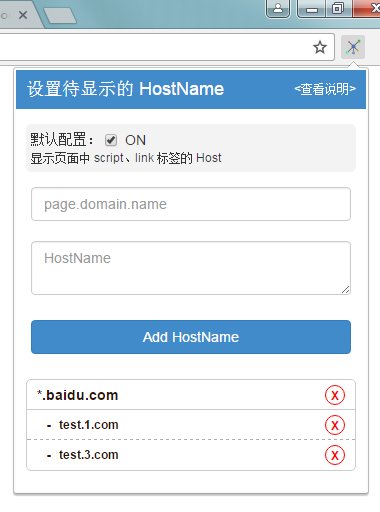 设置待显示的 HostName
<查看说明>
默认配置： ON
显示页面中 script、link 标签的 Host
page.domain.name
HostName
Add HostName
*.baidu.com X
- test.1.com X
- test.3.com X